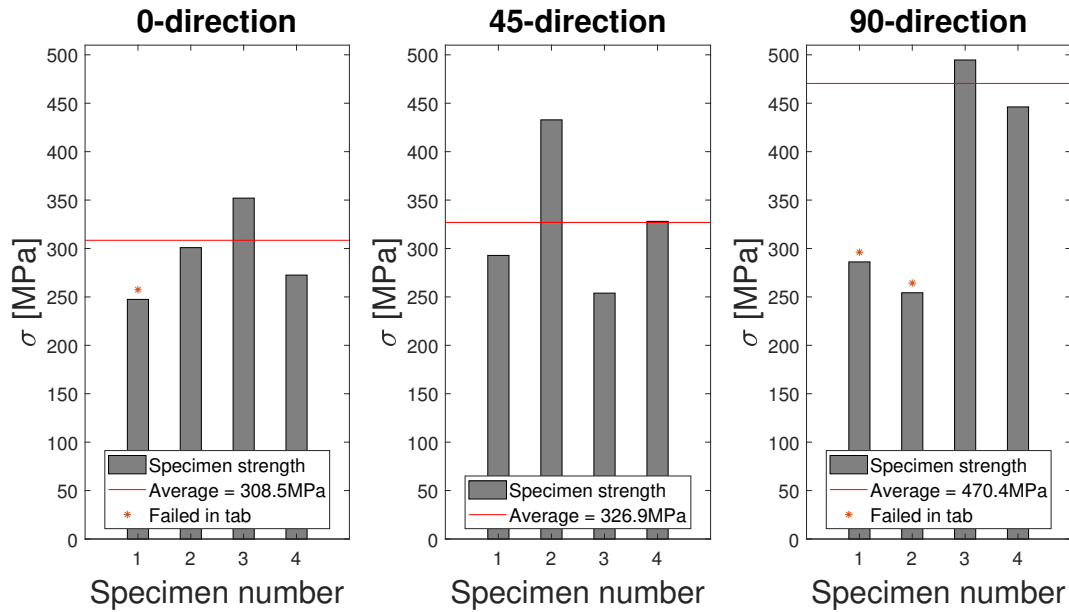 0-direction
σ [MPa]
500
450
400
350
300
250
200
150
100
50
0
Specimen strength
Average = 308.5MPa
* Failed in tab
1 2 3 4
Specimen number
45-direction
σ [MPa]
500
450
400
350
300
250
200
150
100
50
0
Specimen strength
Average = 326.9MPa
1 2 3 4
Specimen number
90-direction
σ [MPa]
500
450
400
350
300
250
200
150
100
50
0
Specimen strength
Average = 470.4MPa
* Failed in tab
1 2 3 4
Specimen number